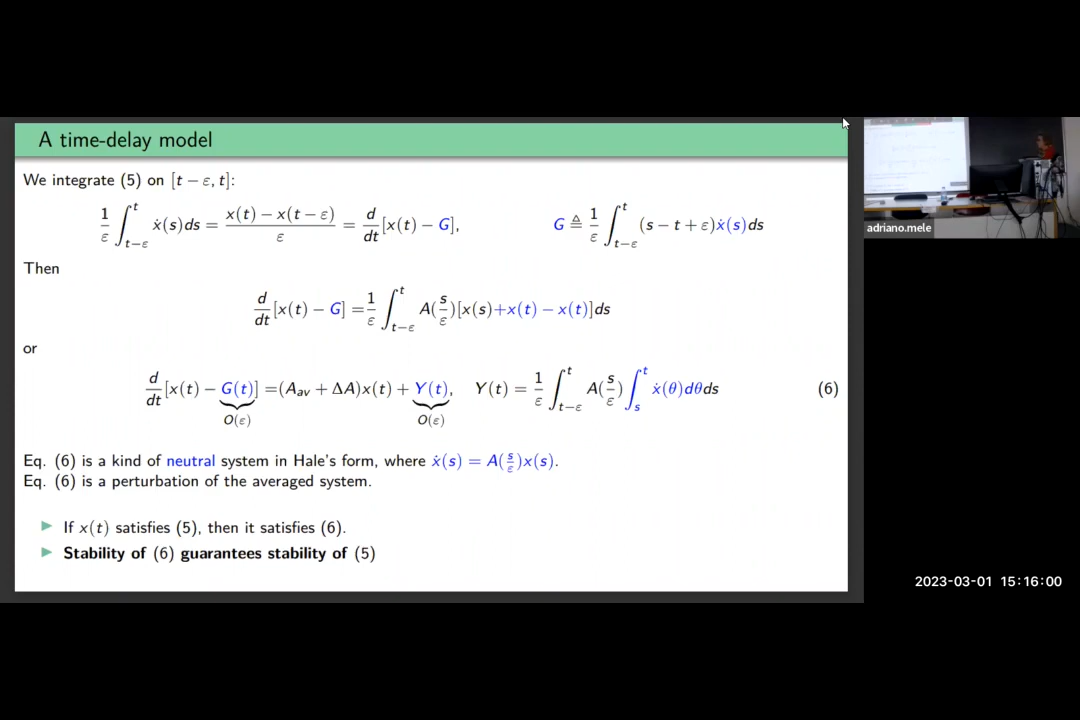 A time-delay model
We integrate (5) on [t − ε, t]:
1/ε ∫_{t−ε}^{t} ẋ(s)ds = (x(t) − x(t − ε))/ε = d/dt [x(t) − G], G ≜ 1/ε ∫_{t−ε}^{t} (s − t + ε)ẋ(s)ds
Then
d/dt [x(t) − G] = 1/ε ∫_{t−ε}^{t} A(s/ε)[x(s)+x(t) − x(t)]ds
or
d/dt [x(t) − G(t)] = (A_{av} + ΔA)x(t) + Y(t), Y(t) = 1/ε ∫_{t−ε}^{t} A(s/ε) ∫_{s}^{t} ẋ(θ)dθds (6)
O(ε) O(ε)
Eq. (6) is a kind of neutral system in Hale's form, where ẋ(s) = A(s/ε)x(s).
Eq. (6) is a perturbation of the averaged system.
If x(t) satisfies (5), then it satisfies (6).
Stability of (6) guarantees stability of (5)
adriano.mele
2023-03-01 15:16:00